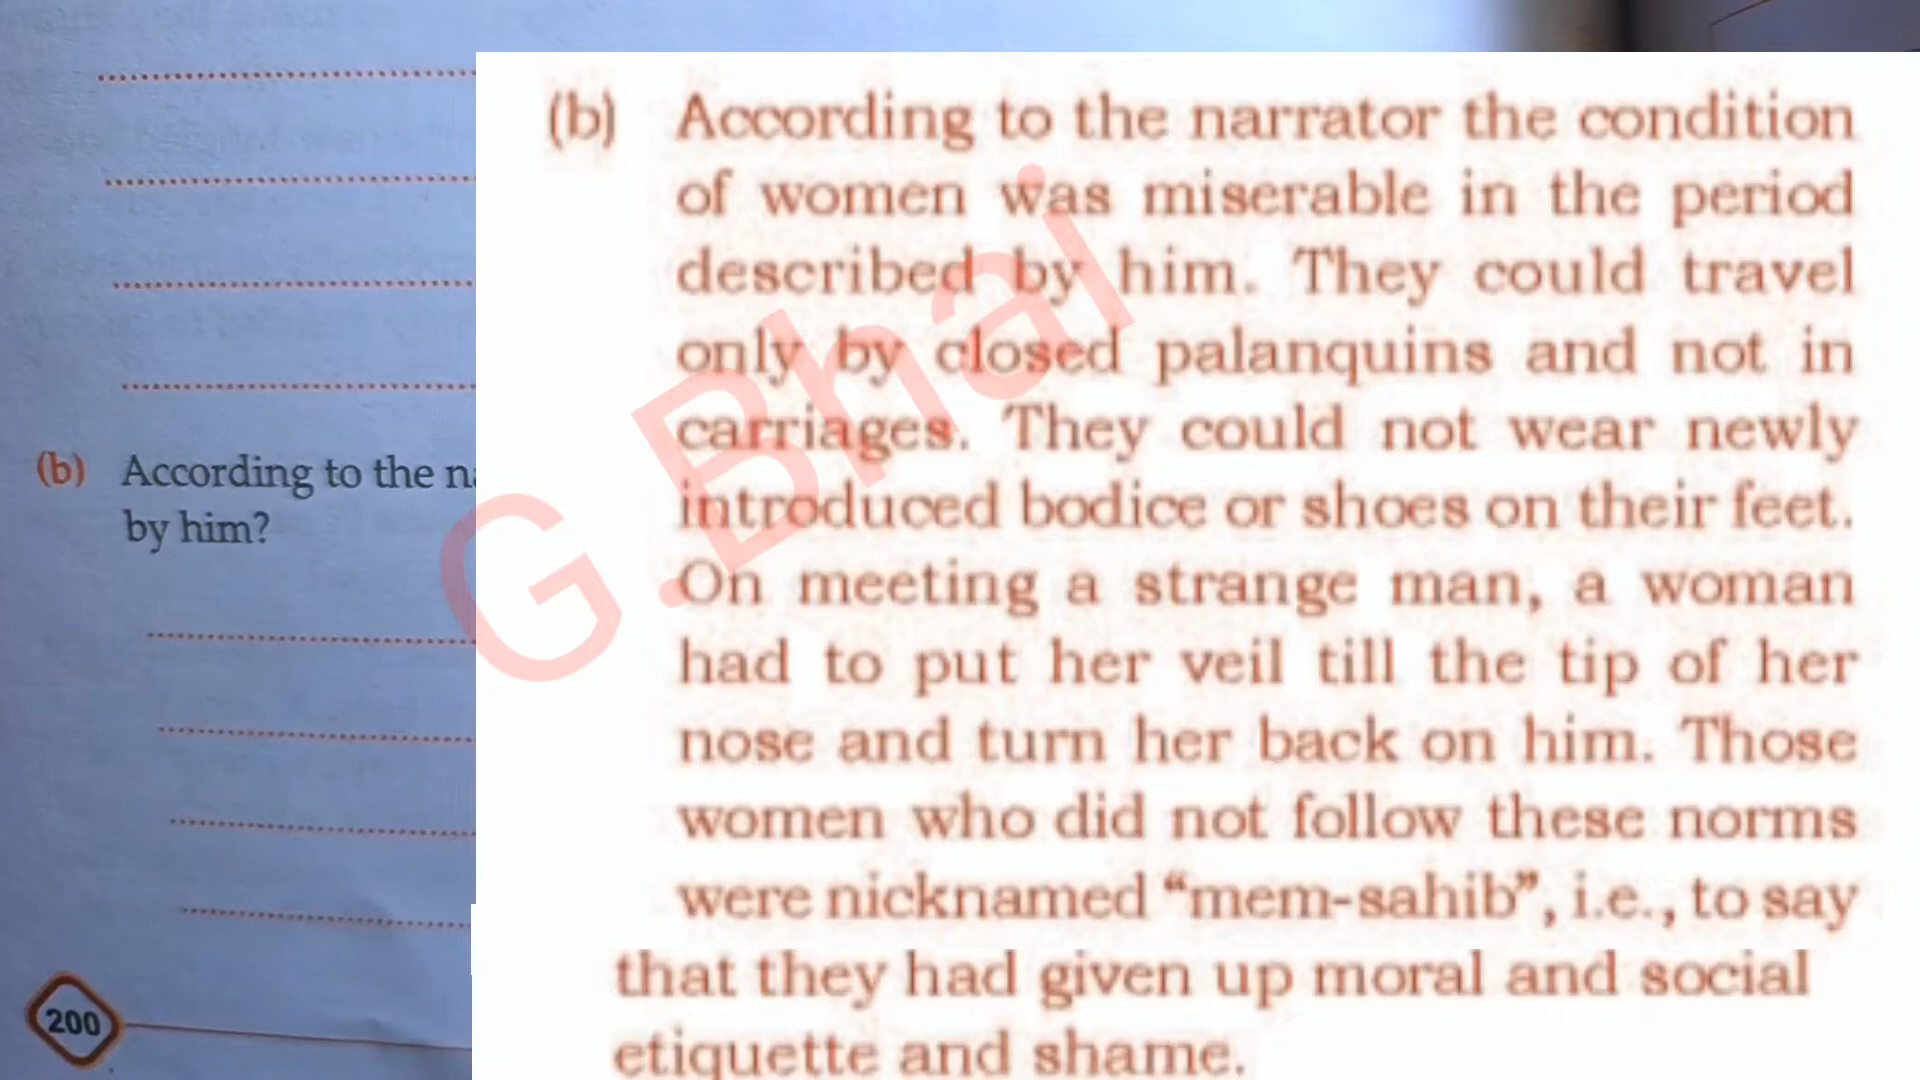 (b) According to the narrator the condition
of women was miserable in the period
described by him. They could travel
only by closed palanquins and not in
carriages. They could not wear newly
introduced bodice or shoes on their feet.
On meeting a strange man, a woman
had to put her veil till the tip of her
nose and turn her back on him. Those
women who did not follow these norms
were nicknamed “mem-sahib”, i.e., to say
that they had given up moral and social
etiquette and shame.
G.Bhai
(b) According to the
by him?
200